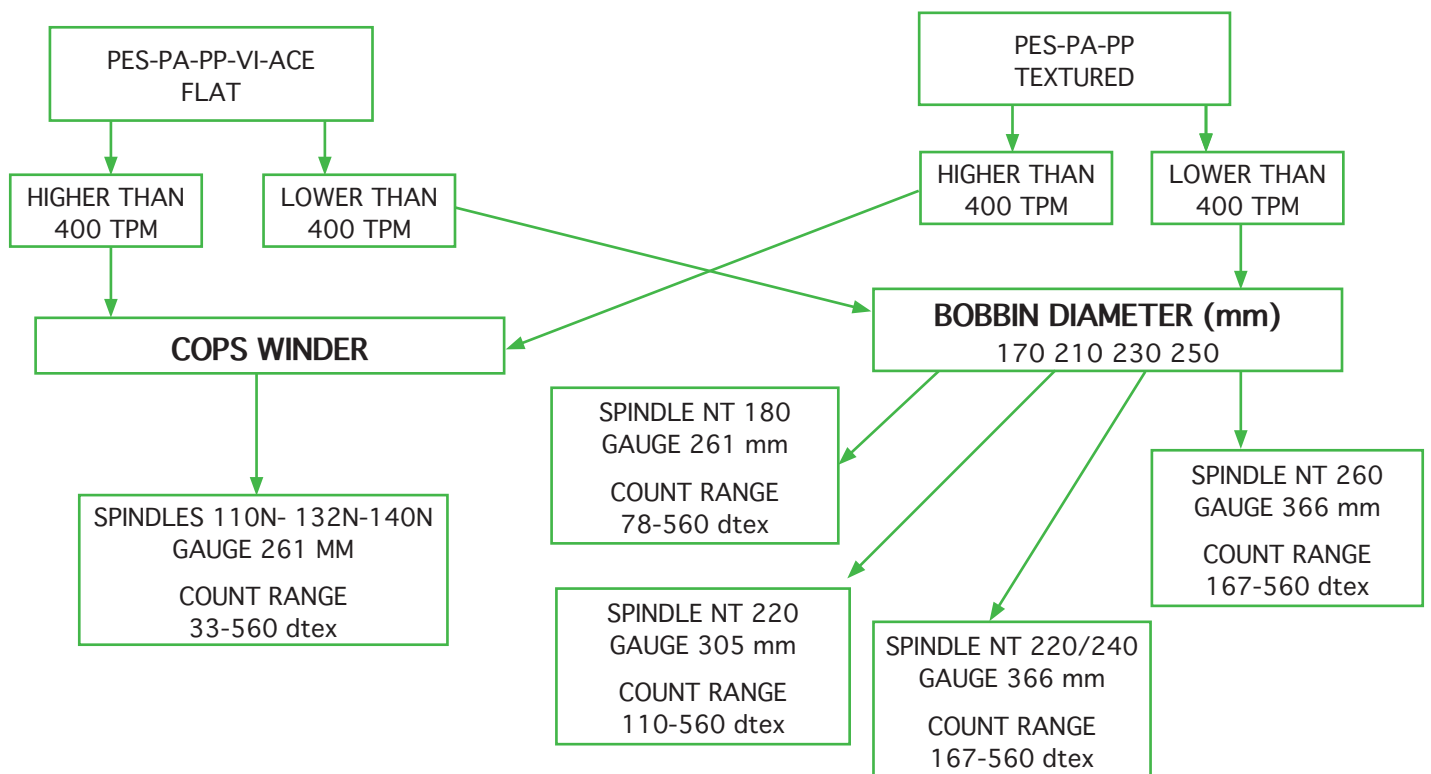 PES-PA-PP-VI-ACE
FLAT
PES-PA-PP
TEXTURED
HIGHER THAN
400 TPM
LOWER THAN
400 TPM
HIGHER THAN
400 TPM
LOWER THAN
400 TPM
COPS WINDER
BOBBIN DIAMETER (mm)
170 210 230 250
SPINDLES 110N- 132N-140N
GAUGE 261 MM
COUNT RANGE
33-560 dtex
SPINDLE NT 180
GAUGE 261 mm
COUNT RANGE
78-560 dtex
SPINDLE NT 220
GAUGE 305 mm
COUNT RANGE
110-560 dtex
SPINDLE NT 220/240
GAUGE 366 mm
COUNT RANGE
167-560 dtex
SPINDLE NT 260
GAUGE 366 mm
COUNT RANGE
167-560 dtex